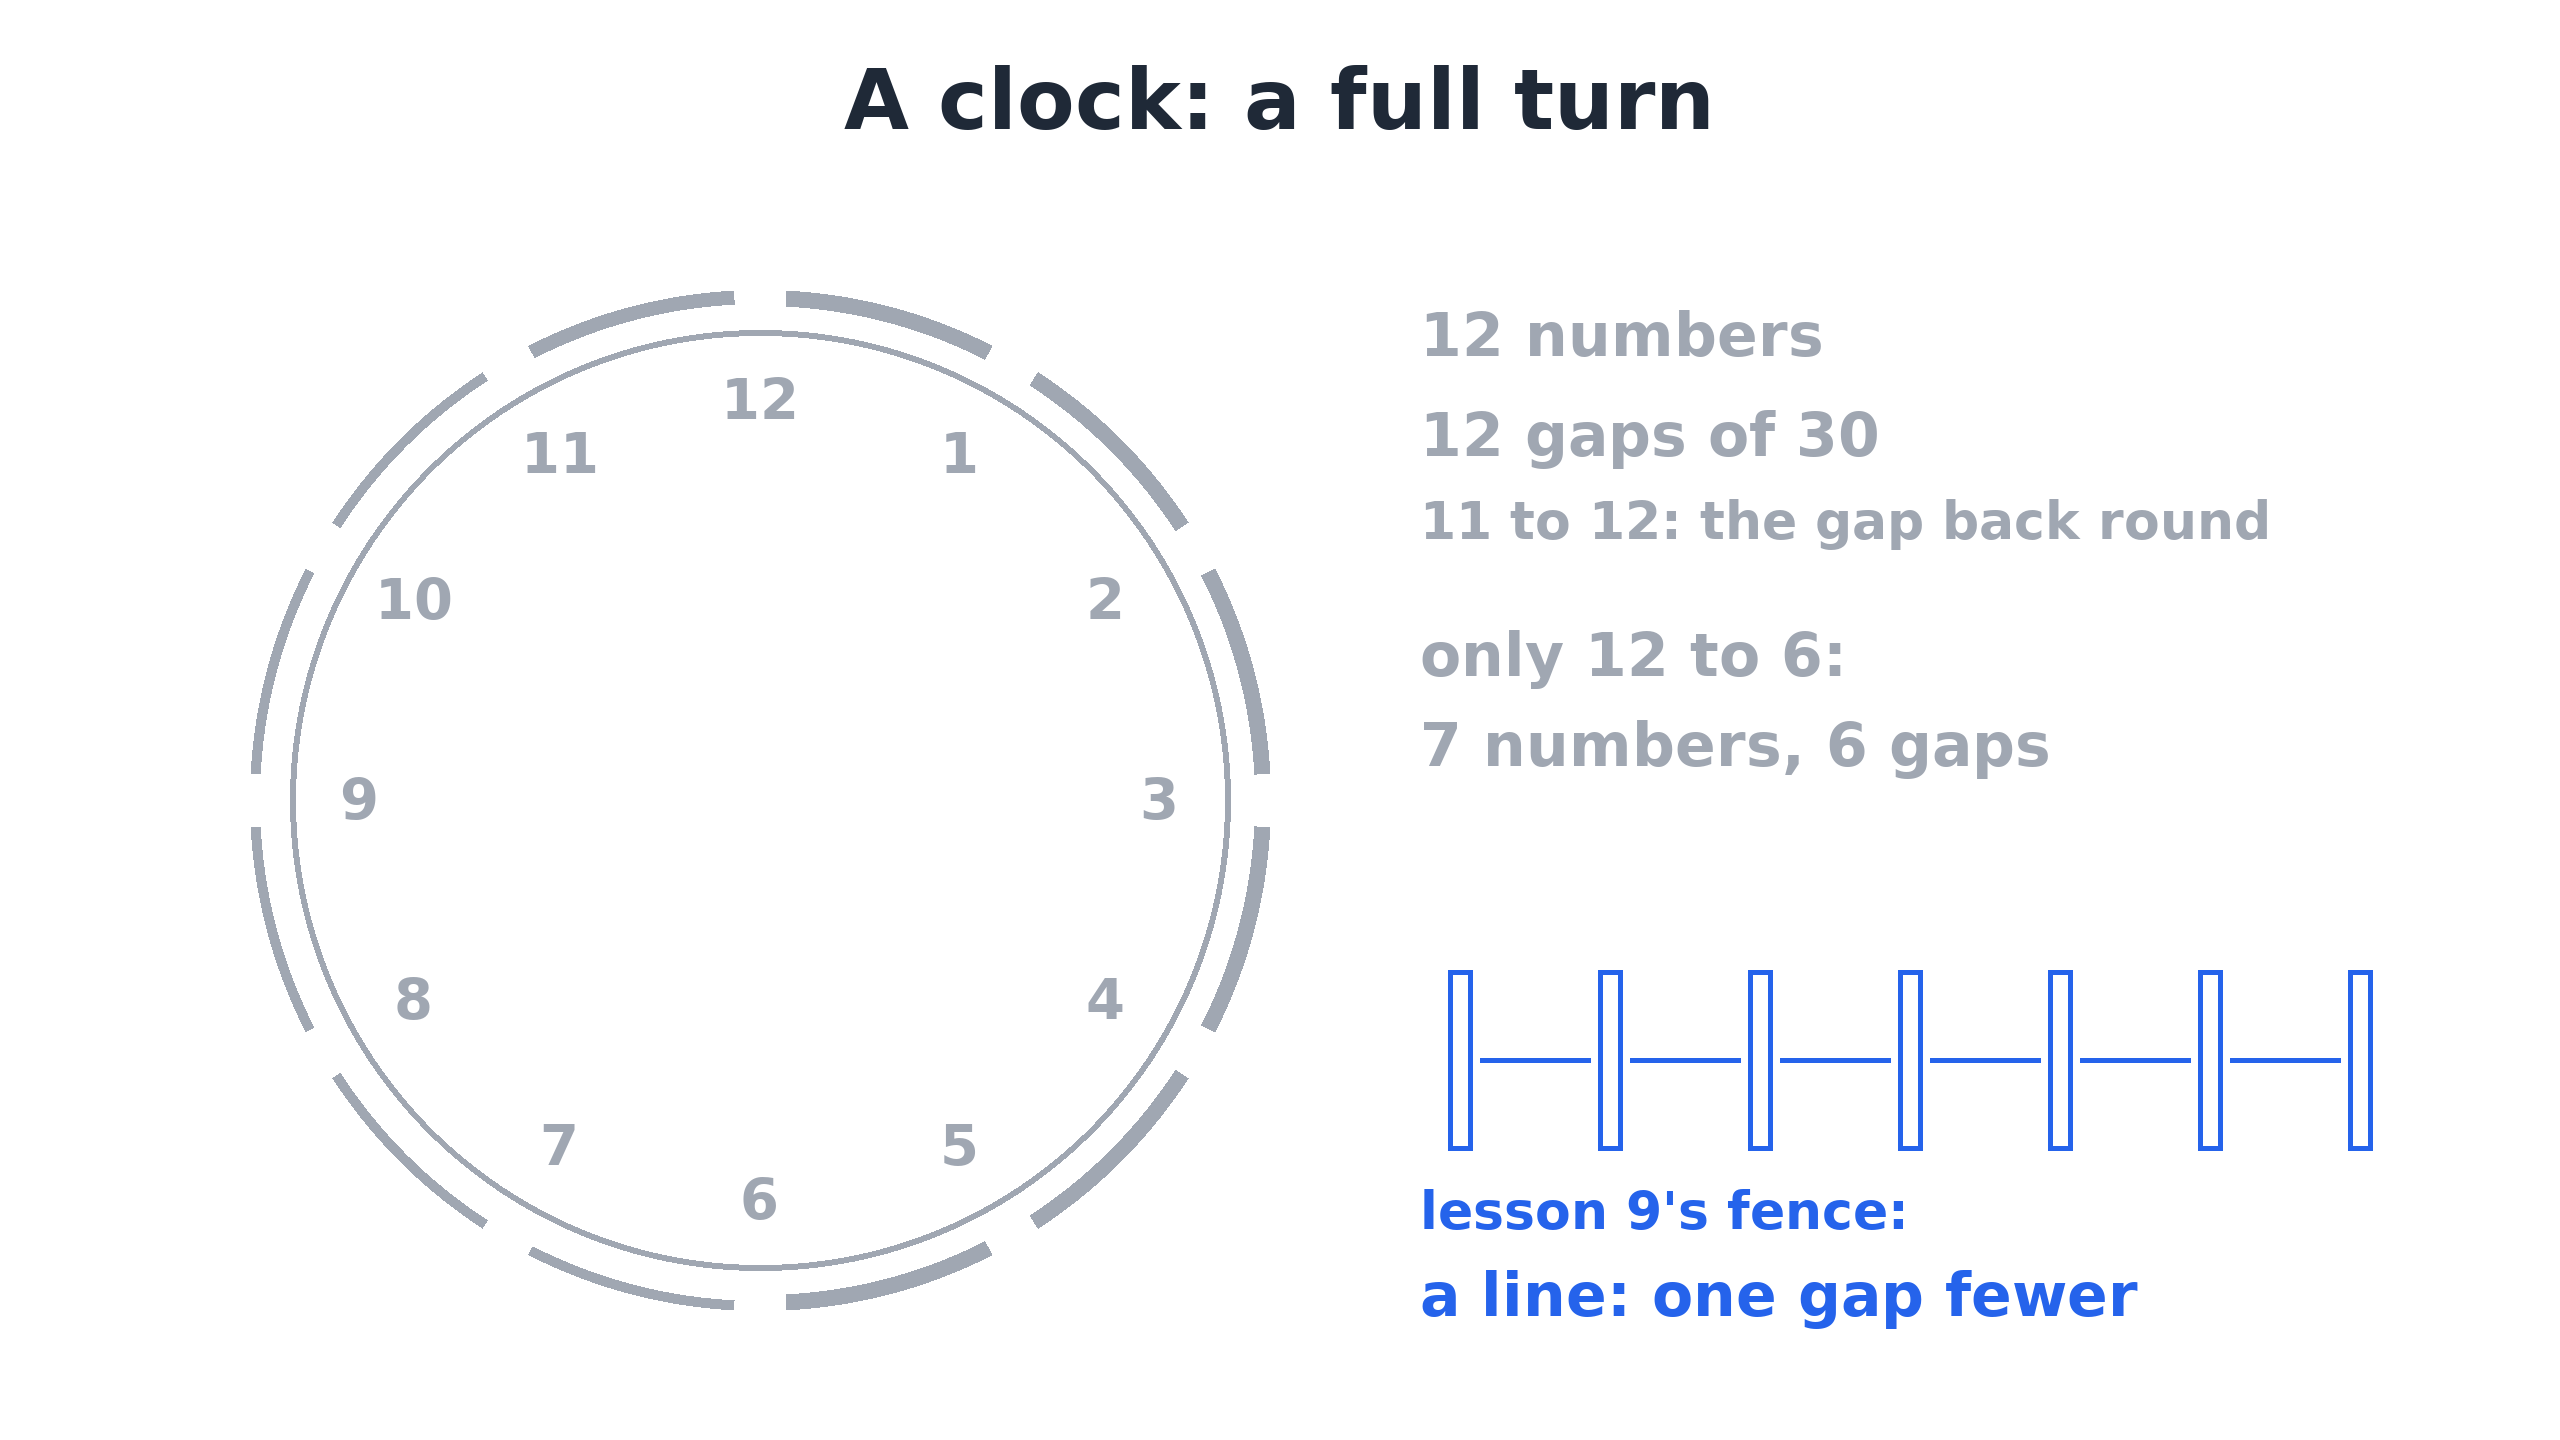 A clock: a full turn
12
1
2
3
4
5
6
7
8
9
10
11
12 numbers
12 gaps of 30
11 to 12: the gap back round
only 12 to 6:
7 numbers, 6 gaps
lesson 9's fence:
a line: one gap fewer